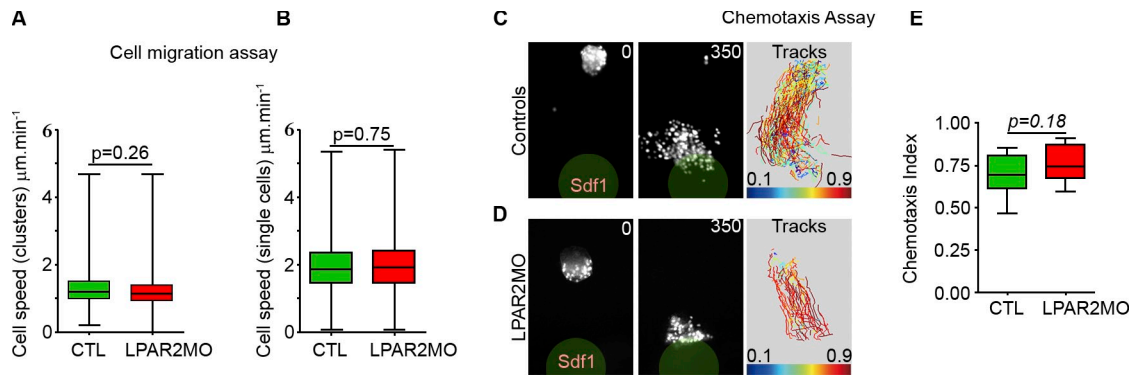 A
B
C
Chemotaxis Assay
E
Cell migration assay
Cell speed (clusters) µm.min⁻¹
6
4
2
0
p=0.26
CTL
LPAR2MO
Cell speed (single cells) µm.min⁻¹
6
4
2
0
p=0.75
CTL
LPAR2MO
Controls
0
350
Tracks
Sdf1
0.1
0.9
D
LPAR2MO
0
350
Tracks
Sdf1
0.1
0.9
Chemotaxis Index
1.00
0.75
0.50
0.25
0.00
p=0.18
CTL
LPAR2MO